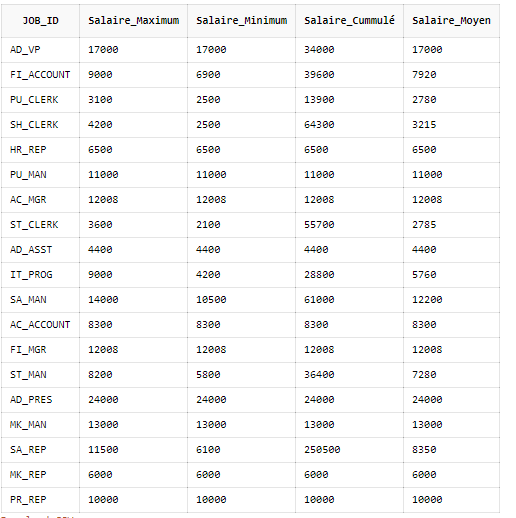 JOB_ID Salaire_Maximum Salaire_Minimum Salaire_Cummulé Salaire_Moyen
AD_VP 17000 17000 34000 17000
FI_ACCOUNT 9000 6900 39600 7920
PU_CLERK 3100 2500 13900 2780
SH_CLERK 4200 2500 64300 3215
HR_REP 6500 6500 6500 6500
PU_MAN 11000 11000 11000 11000
AC_MGR 12008 12008 12008 12008
ST_CLERK 3600 2100 55700 2785
AD_ASST 4400 4400 4400 4400
IT_PROG 9000 4200 28800 5760
SA_MAN 14000 10500 61000 12200
AC_ACCOUNT 8300 8300 8300 8300
FI_MGR 12008 12008 12008 12008
ST_MAN 8200 5800 36400 7280
AD_PRES 24000 24000 24000 24000
MK_MAN 13000 13000 13000 13000
SA_REP 11500 6100 250500 8350
MK_REP 6000 6000 6000 6000
PR_REP 10000 10000 10000 10000